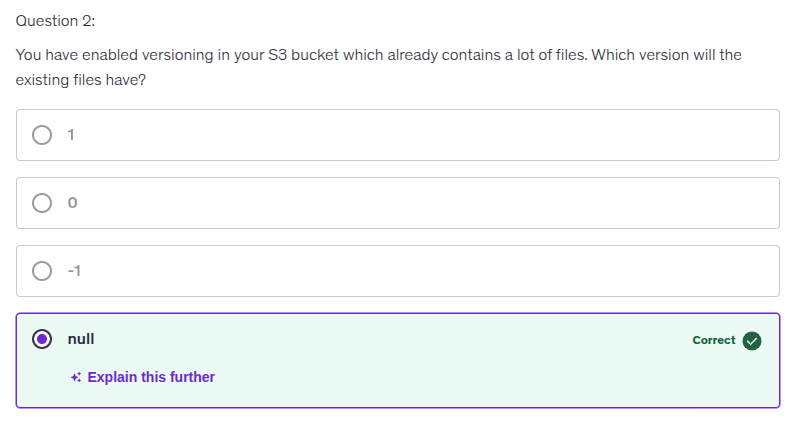 Question 2:
You have enabled versioning in your S3 bucket which already contains a lot of files. Which version will the
existing files have?
1
0
-1
null
Correct
Explain this further